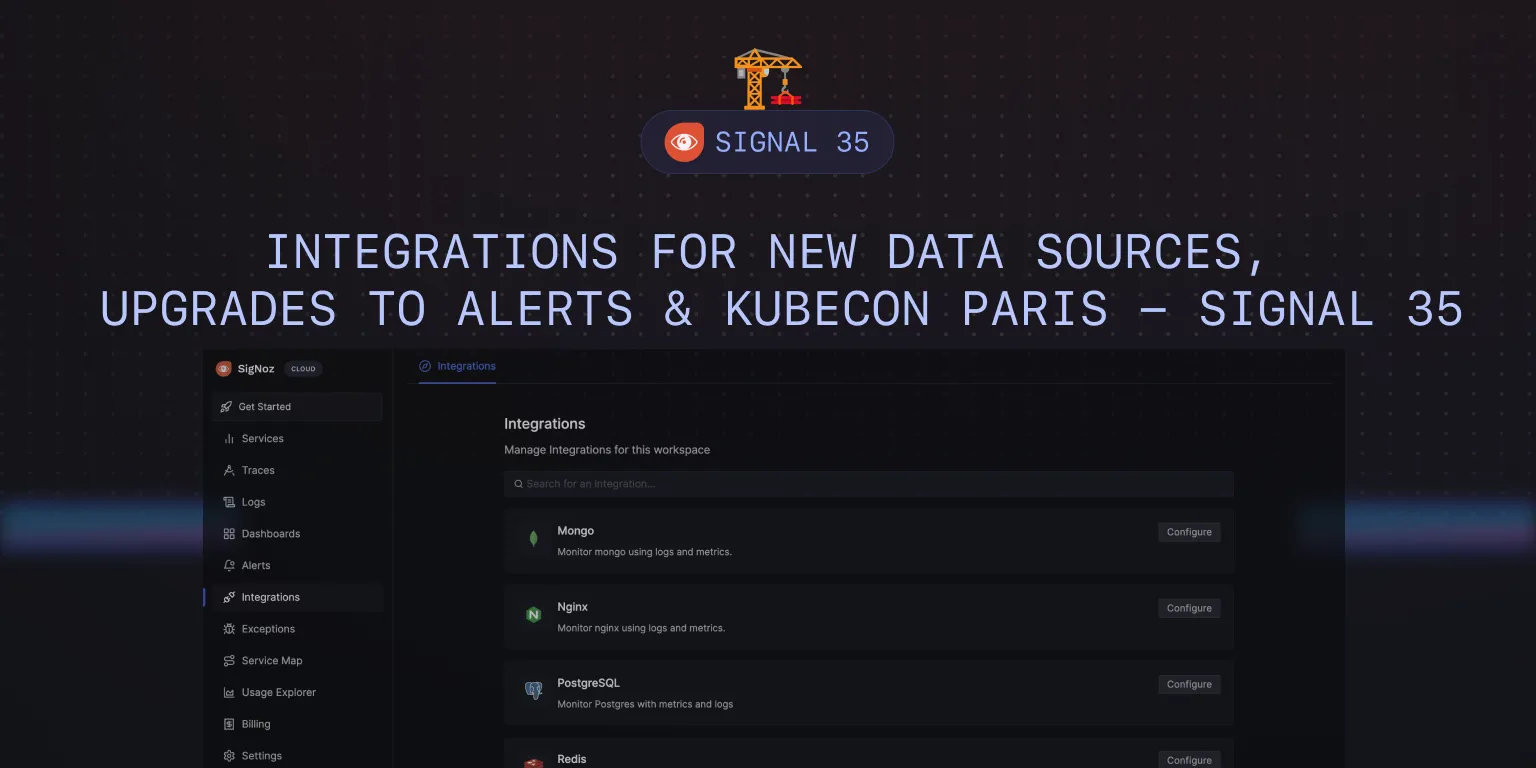 SIGNAL 35
INTEGRATIONS FOR NEW DATA SOURCES,
UPGRADES TO ALERTS & KUBECON PARIS – SIGNAL 35
SigNoz CLOUD
Get Started
Services
Traces
Logs
Dashboards
Alerts
Integrations
Exceptions
Service Map
Usage Explorer
Billing
Settings
Integrations
Integrations
Manage Integrations for this workspace
Search for an integration...
Mongo
Monitor mongo using logs and metrics.
Configure
Nginx
Monitor nginx using logs and metrics.
Configure
PostgreSQL
Monitor Postgres with metrics and logs
Configure
Redis
Configure